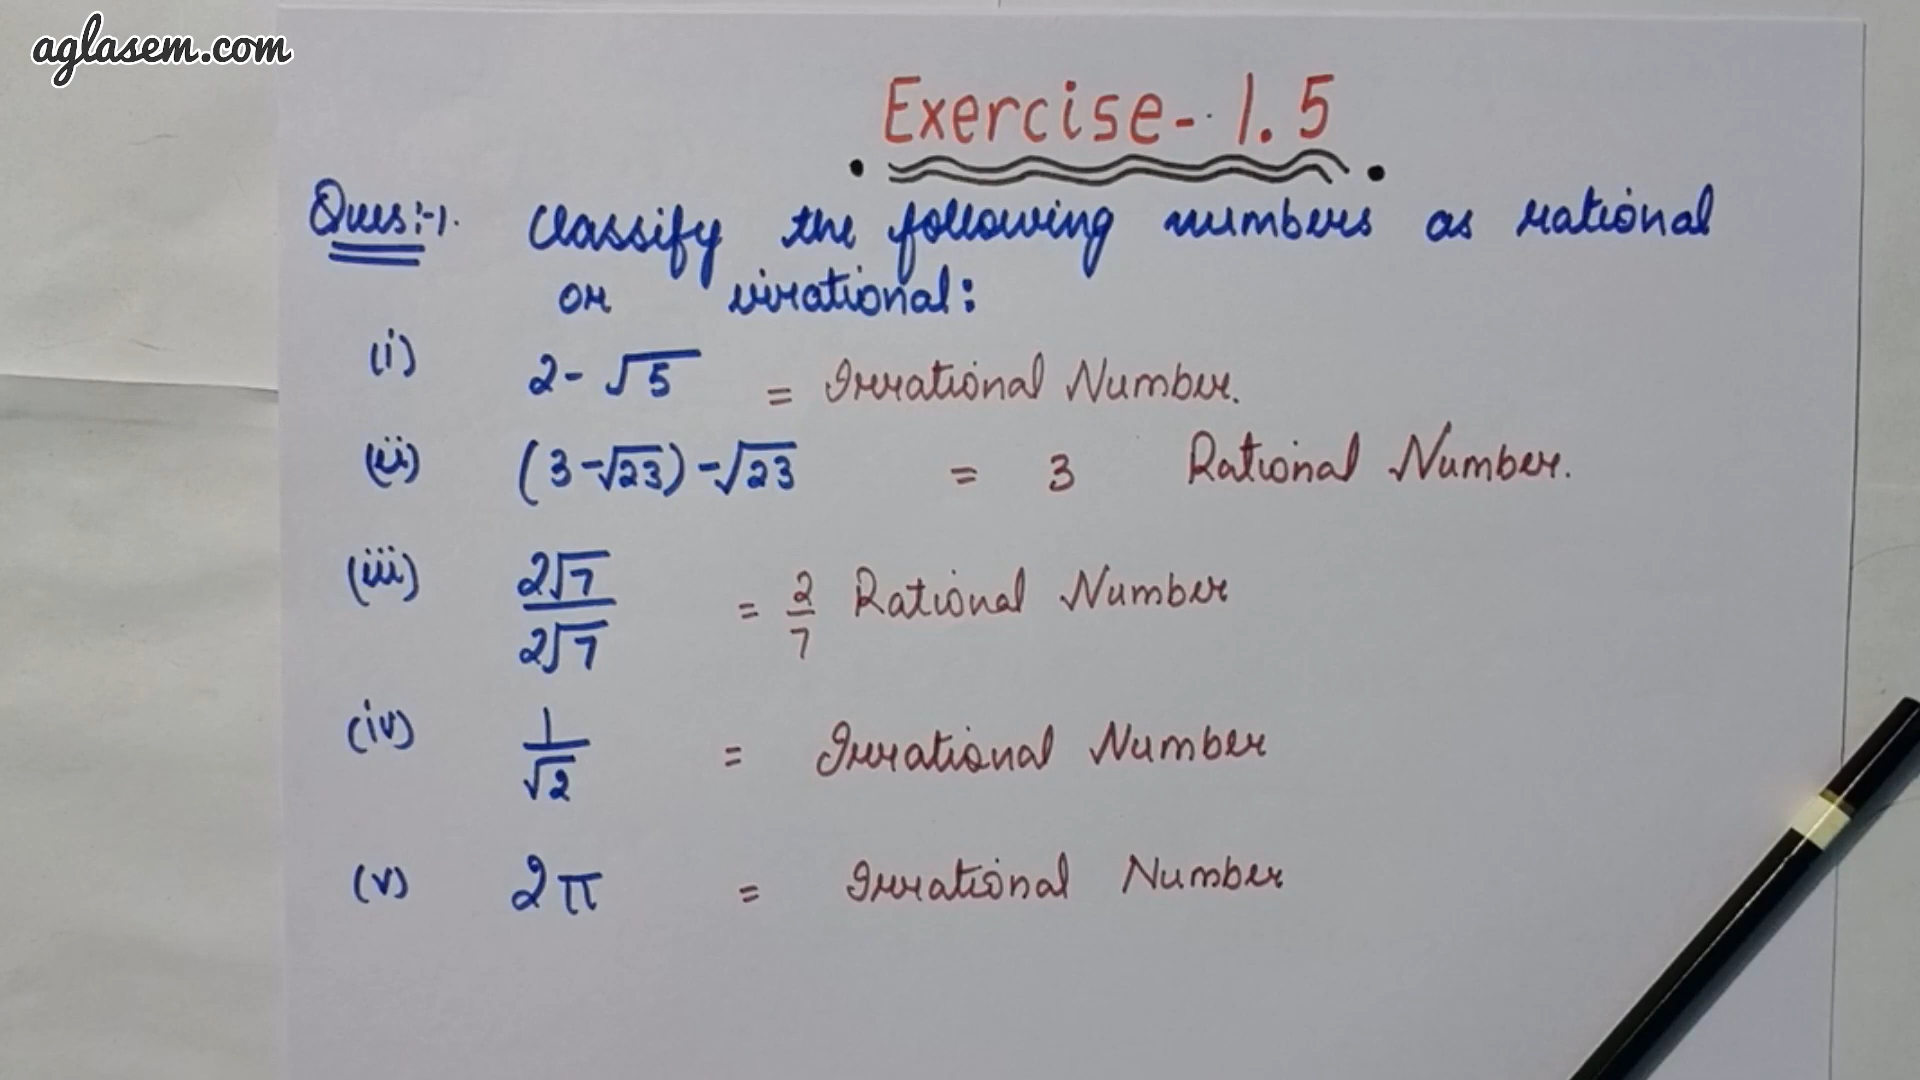 aglasem.com
Exercise-1.5
Ques:-1. Classify the following numbers as rational
or irrational:
(i) 2-√5 = Irrational Number.
(ii) (3-√23)-√23 = 3 Rational Number.
(iii) 2√7/2√7 = 2/7 Rational Number
(iv) 1/√2 = Irrational Number
(v) 2π = Irrational Number